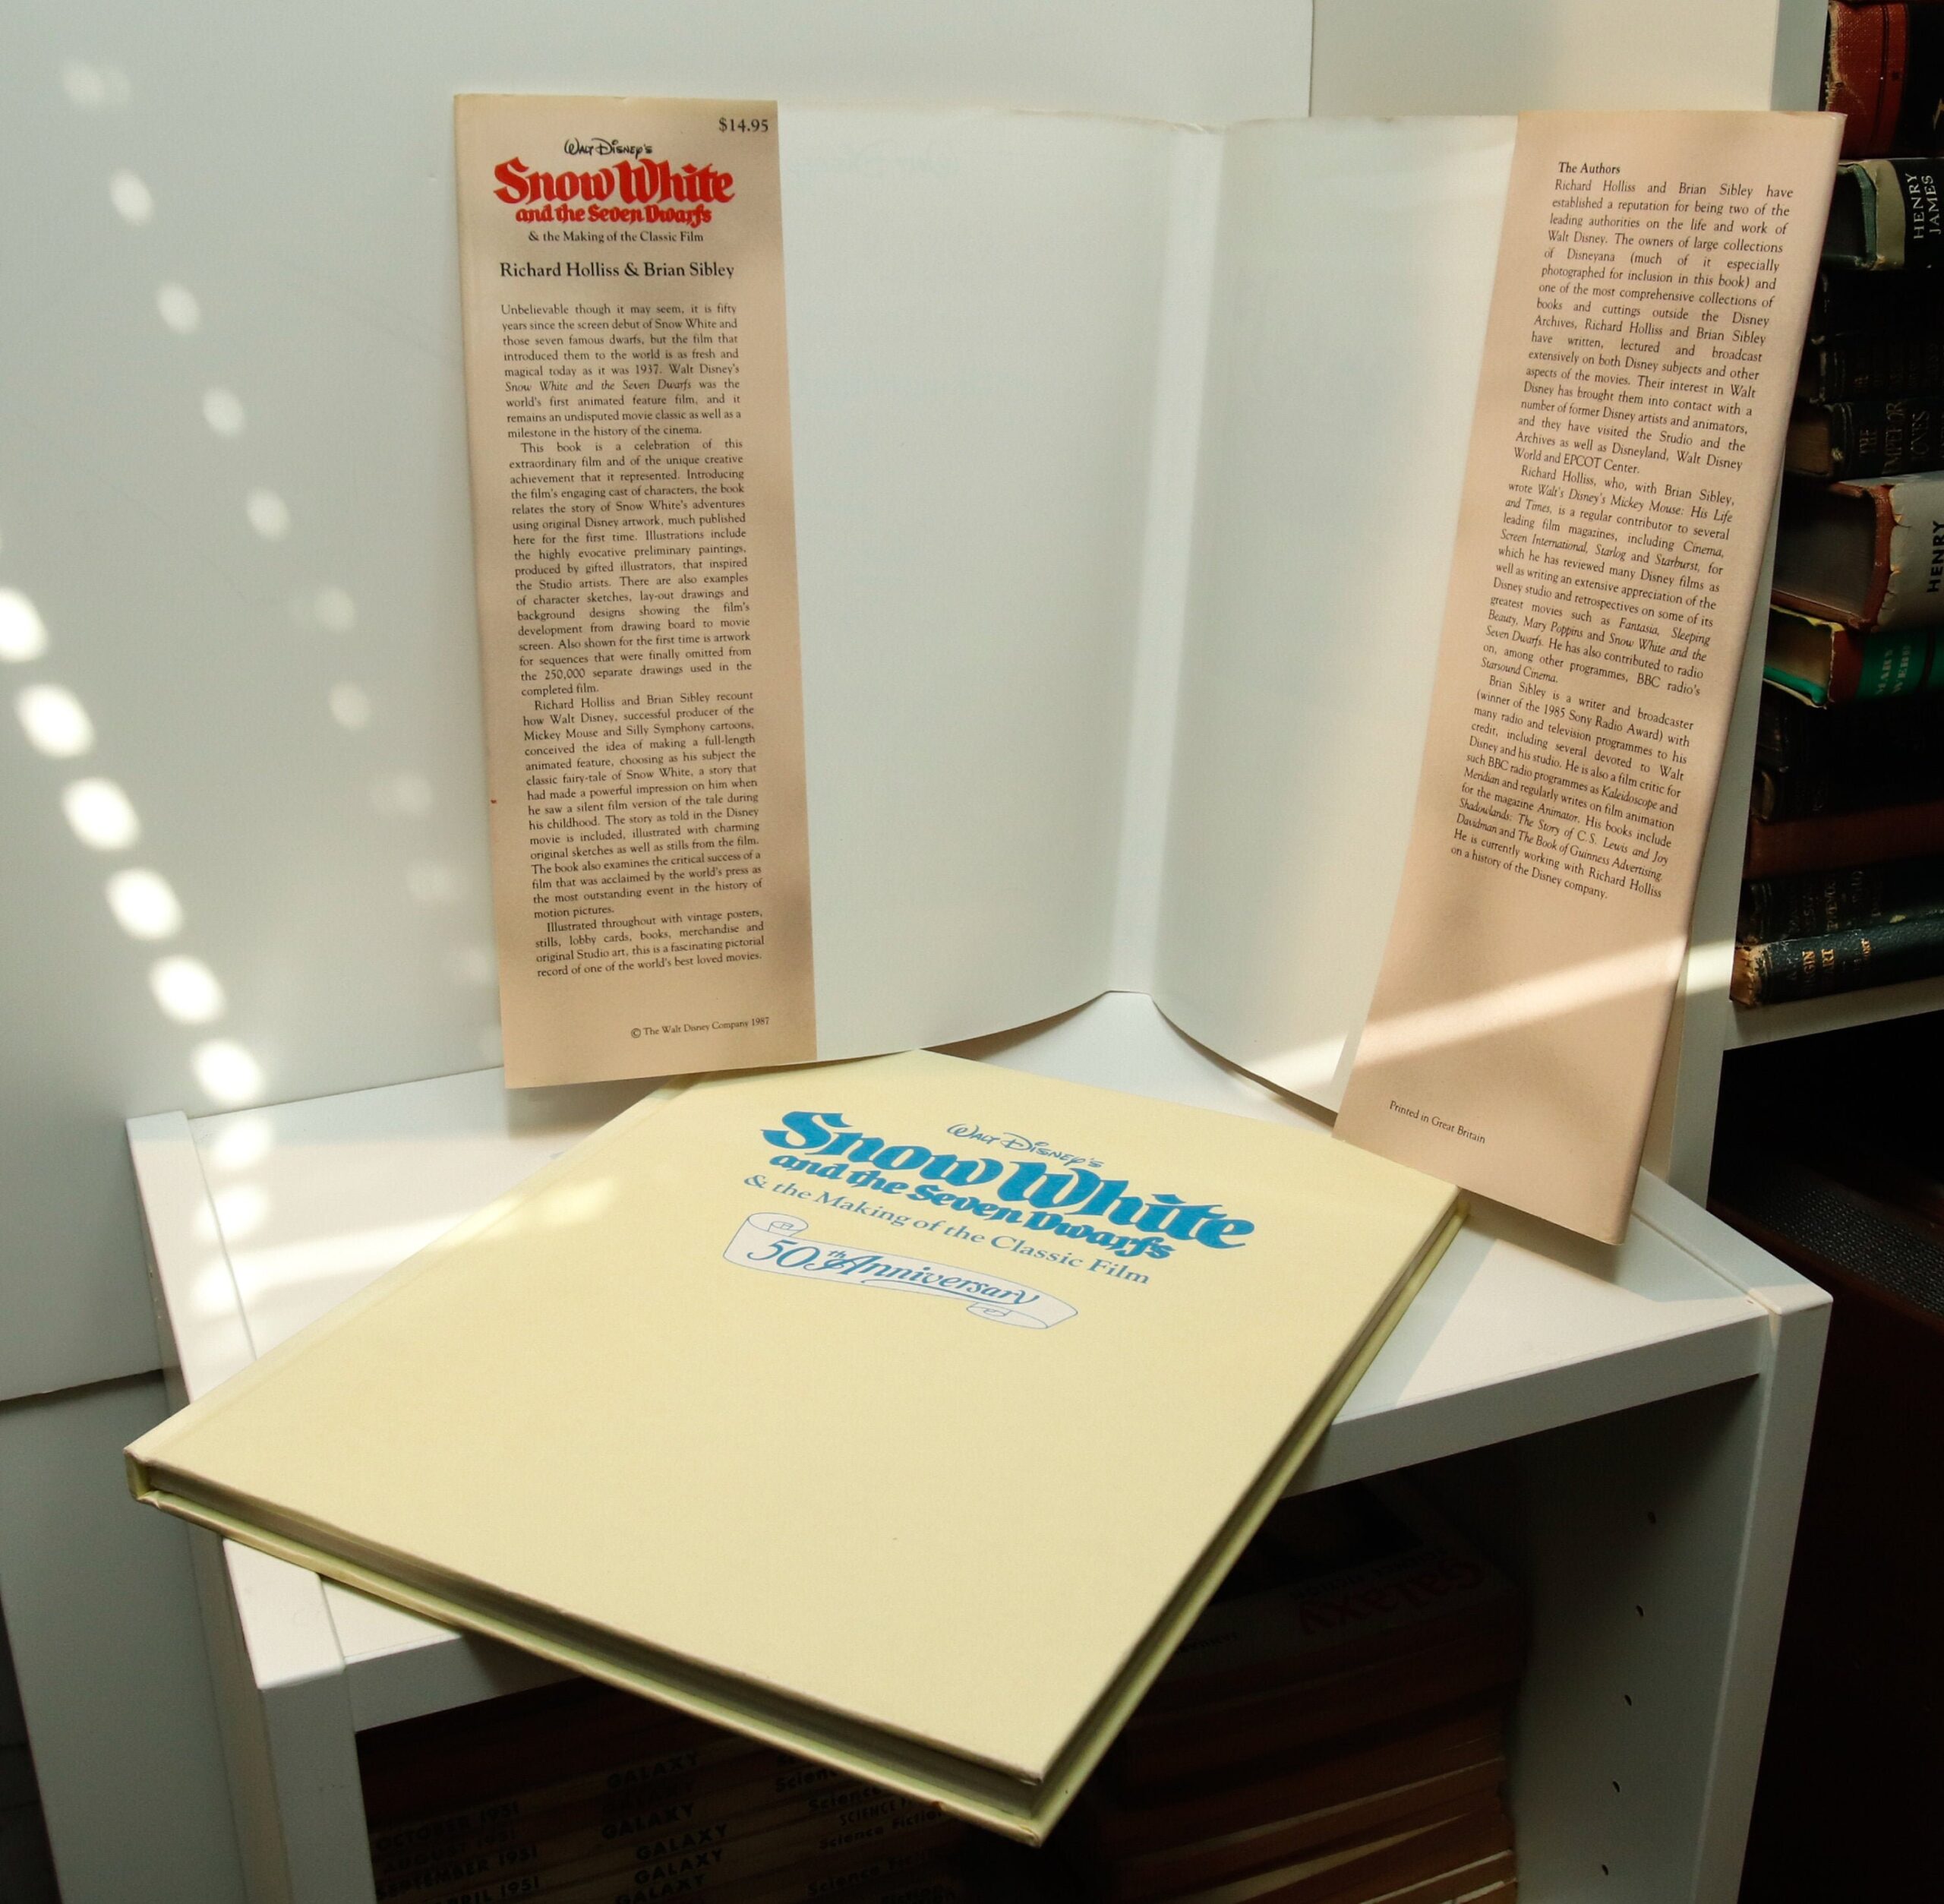 $14.95
WALT DISNEY'S
Snow White
and the Seven Dwarfs
& the Making of the Classic Film
Richard Holliss & Brian Sibley
Unbelievable though it may seem, it is fifty
years since the screen debut of Snow White and
those seven famous dwarfs, but the film that
introduced them to the world is as fresh and
magical today as it was 1937. Walt Disney's
Snow White and the Seven Dwarfs was the
world's first animated feature film, and it
remains an undisputed movie classic as well as a
milestone in the history of the cinema.
This book is a celebration of this
extraordinary film and of the unique creative
achievement that it represented. Introducing
the film's engaging cast of characters, the book
relates the story of Snow White's adventures
using original Disney artwork, much published
here for the first time. Illustrations include
the highly evocative preliminary paintings,
produced by gifted illustrators, that inspired
the Studio artists. There are also examples
of character sketches, lay-out drawings and
background designs showing the film's
development from drawing board to movie
screen. Also shown for the first time is artwork
for sequences that were finally omitted from
the 250,000 separate drawings used in the
completed film.
Richard Holliss and Brian Sibley recount
how Walt Disney, successful producer of the
Mickey Mouse and Silly Symphony cartoons,
conceived the idea of making a full-length
animated feature, choosing as his subject the
classic fairy-tale of Snow White, a story that
had made a powerful impression on him when
he saw a silent film version of the tale during
his childhood. The story as told in the Disney
movie is included, illustrated with charming
original sketches as well as stills from the film.
The book also examines the critical success of a
film that was acclaimed by the world's press as
the most outstanding event in the history of
motion pictures.
Illustrated throughout with vintage posters,
stills, lobby cards, books, merchandise and
original Studio art, this is a fascinating pictorial
record of one of the world's best loved movies.
© The Walt Disney Company 1987
The Authors
Richard Holliss and Brian Sibley have
established a reputation for being two of the
leading authorities on the life and work of
Walt Disney. The owners of large collections
of Disneyana (much of it especially
photographed for inclusion in this book) and
one of the most comprehensive collections of
books and cuttings outside the Disney
Archives, Richard Holliss and Brian Sibley
have written, lectured and broadcast
extensively on both Disney subjects and other
aspects of the movies. Their interest in Walt
Disney has brought them into contact with a
number of former Disney artists and animators,
and they have visited the Studio and the
Archives as well as Disneyland, Walt Disney
World and EPCOT Center.
Richard Holliss, who, with Brian Sibley,
wrote Walt's Disney's Mickey Mouse: His Life
and Times, is a regular contributor to several
leading film magazines, including Cinema,
Screen International, Starlog and Starburst, for
which he has reviewed many Disney films as
well as writing an extensive appreciation of the
Disney studio and retrospectives on some of its
greatest movies such as Fantasia, Sleeping
Beauty, Mary Poppins and Snow White and the
Seven Dwarfs. He has also contributed to radio
on, among other programmes, BBC radio's
Starsound Cinema.
Brian Sibley is a writer and broadcaster
(winner of the 1985 Sony Radio Award) with
many radio and television programmes to his
credit, including several devoted to Walt
Disney and his studio. He is also a film critic for
such BBC radio programmes as Kaleidoscope and
Meridian and regularly writes on film animation
for the magazine Animator. His books include
Shadowlands: The Story of C.S. Lewis and Joy
Davidman and The Book of Guinness Advertising.
He is currently working with Richard Holliss
on a history of the Disney company.
Printed in Great Britain
HENRY
JAMES
HENRY
MARY
WEBB
WALT DISNEY'S
Snow White
and the Seven Dwarfs
& the Making of the Classic Film
50th Anniversary
Galaxy
OCTOBER 1951
GALAXY
AUGUST 1951
GALAXY
SCIENCE
SEPTEMBER 1951
GALAXY
Science Fiction
APRIL 1951
GALAXY